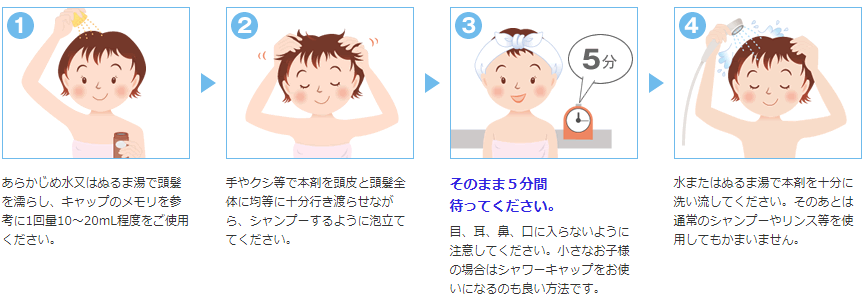 1
2
3
4
5分
あらかじめ水又はぬるま湯で頭髪
を濡らし、キャップのメモリを参
考に1回量10～20mL程度をご使用
ください。
手やクシ等で本剤を頭皮と頭髪全
体に均等に十分行き渡らせなが
ら、シャンプーするように泡立て
てください。
そのまま５分間
待ってください。
目、耳、鼻、口に入らないように
注意してください。小さなお子様
の場合はシャワーキャップをお使
いになるのも良い方法です。
水またはぬるま湯で本剤を十分に
洗い流してください。そのあとは
通常のシャンプーやリンス等を使
用してもかまいません。